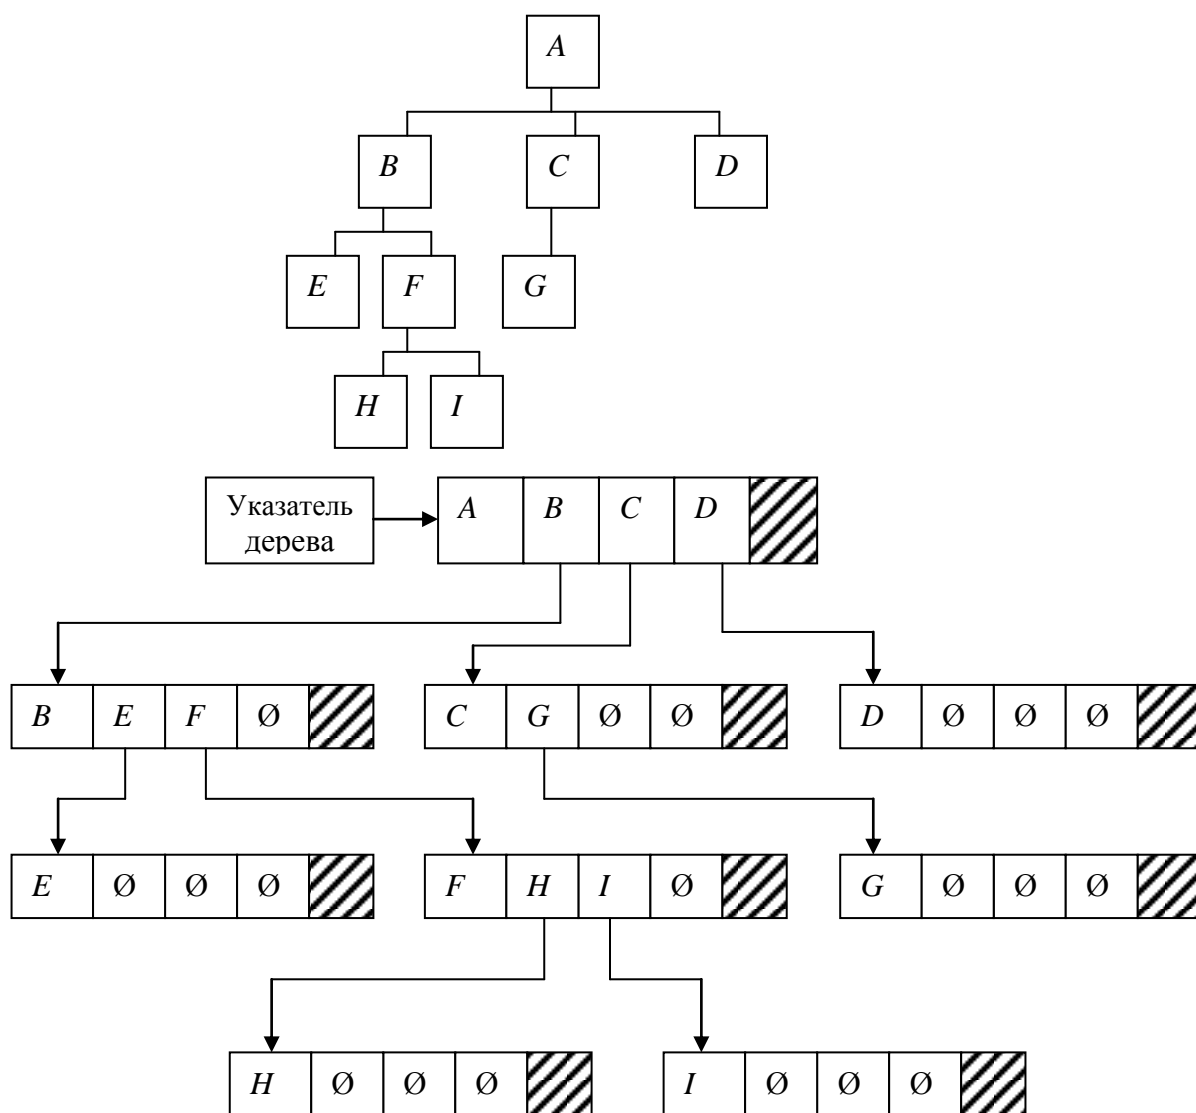 A
B C D
E F G
H I
Указатель
дерева
A B C D
B E F Ø
C G Ø Ø
D Ø Ø Ø
E Ø Ø Ø
F H I Ø
G Ø Ø Ø
H Ø Ø Ø
I Ø Ø Ø